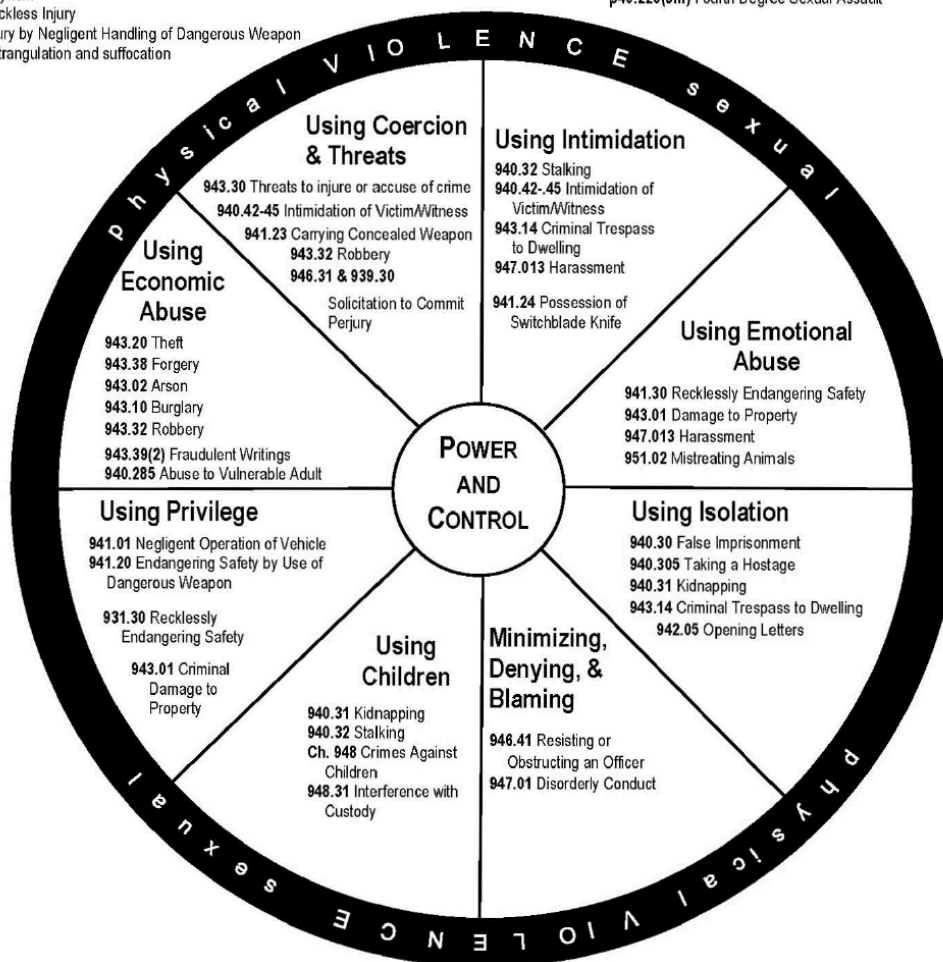 ckless Injury
ury by Negligent Handling of Dangerous Weapon
trangulation and suffocation
Fourth Degree Sexual Assault
physical VIOLENCE sexual
Using Coercion
& Threats
943.30 Threats to injure or accuse of crime
940.42-45 Intimidation of Victim/Witness
941.23 Carrying Concealed Weapon
943.32 Robbery
946.31 & 939.30
Solicitation to Commit
Perjury
Using Intimidation
940.32 Stalking
940.42-.45 Intimidation of
Victim/Witness
943.14 Criminal Trespass
to Dwelling
947.013 Harassment
941.24 Possession of
Switchblade Knife
Using
Economic
Abuse
943.20 Theft
943.38 Forgery
943.02 Arson
943.10 Burglary
943.32 Robbery
943.39(2) Fraudulent Writings
940.285 Abuse to Vulnerable Adult
Using Emotional
Abuse
941.30 Recklessly Endangering Safety
943.01 Damage to Property
947.013 Harassment
951.02 Mistreating Animals
POWER
AND
CONTROL
Using Privilege
941.01 Negligent Operation of Vehicle
941.20 Endangering Safety by Use of
Dangerous Weapon
931.30 Recklessly
Endangering Safety
943.01 Criminal
Damage to
Property
Using Isolation
940.30 False Imprisonment
940.305 Taking a Hostage
940.31 Kidnapping
943.14 Criminal Trespass to Dwelling
942.05 Opening Letters
Using
Children
940.31 Kidnapping
940.32 Stalking
Ch. 948 Crimes Against
Children
948.31 Interference with
Custody
Minimizing,
Denying, &
Blaming
946.41 Resisting or
Obstructing an Officer
947.01 Disorderly Conduct
physical VIOLENCE sexual